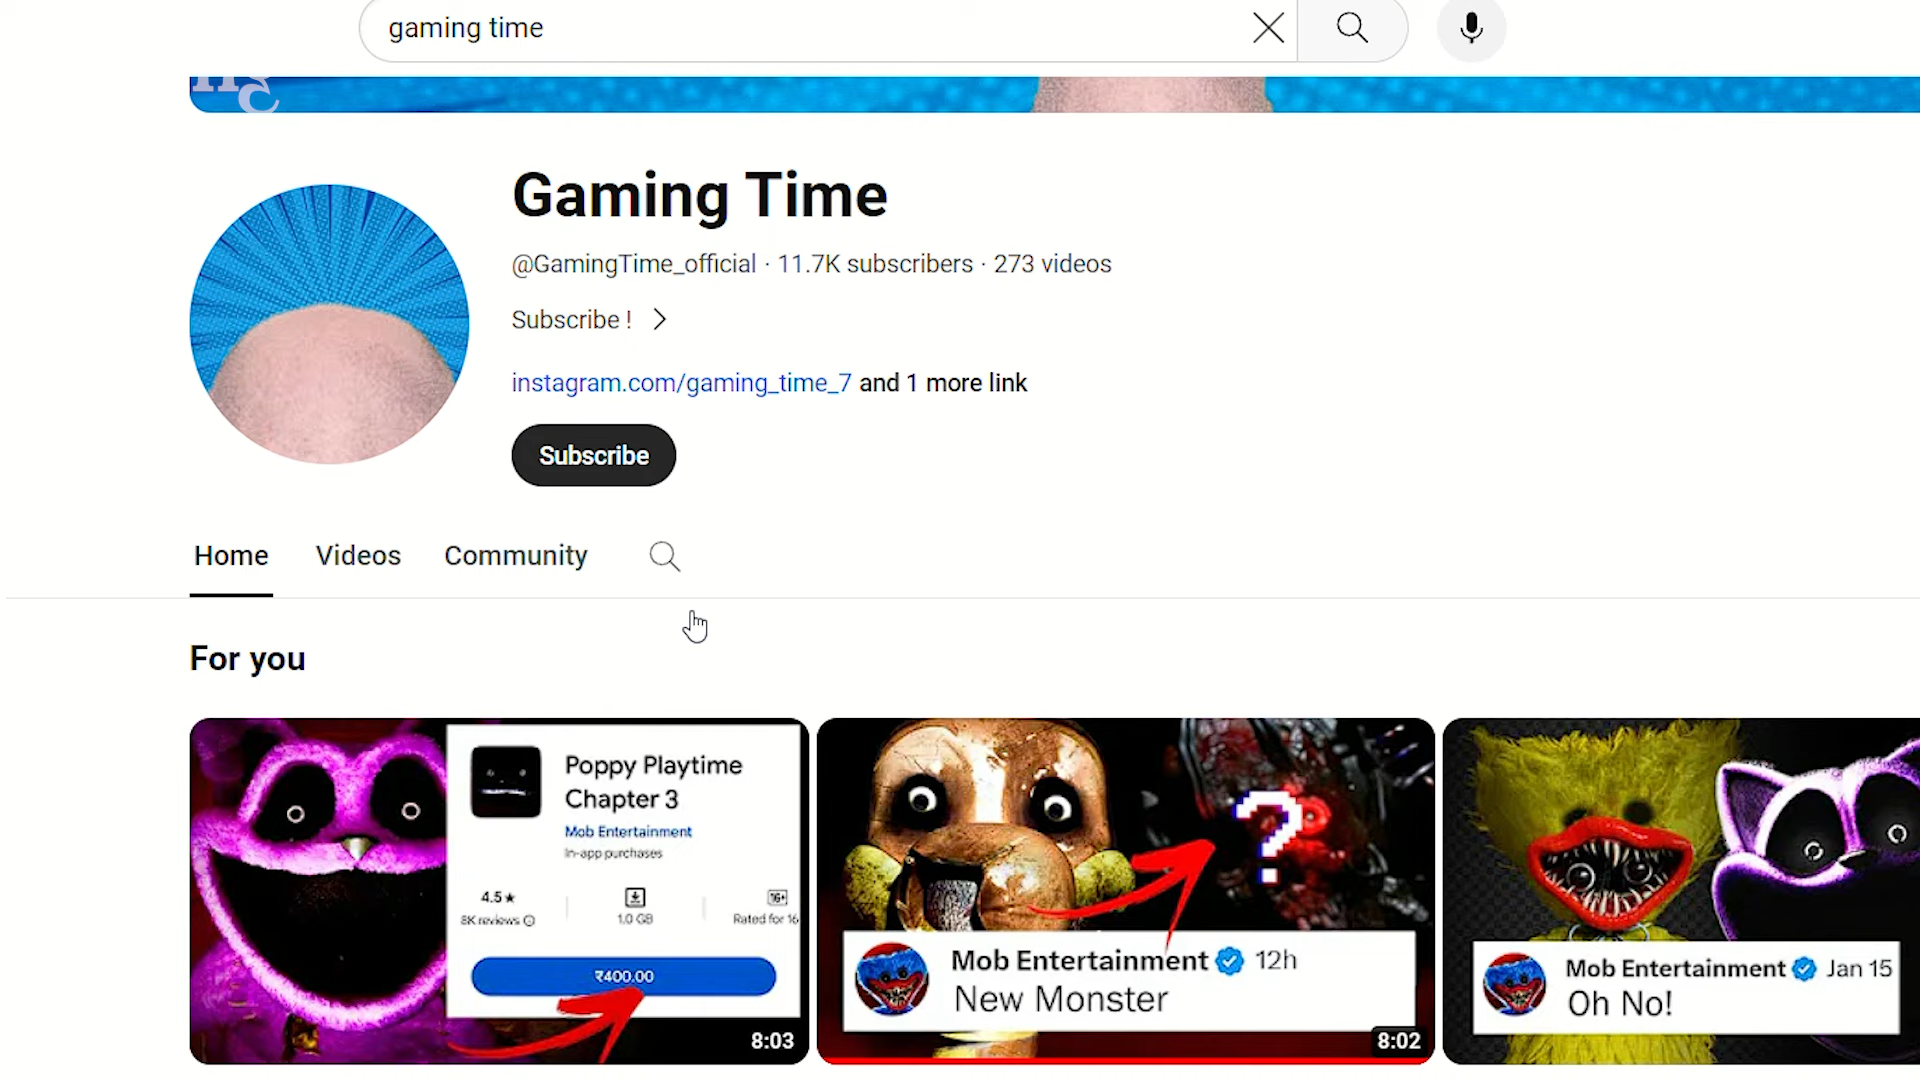 gaming time
Gaming Time
@GamingTime_official · 11.7K subscribers · 273 videos
Subscribe !
instagram.com/gaming_time_7 and 1 more link
Subscribe
Home Videos Community
For you
Poppy Playtime
Chapter 3
Mob Entertainment
In-app purchases
4.5★
8K reviews
1.0 GB
16+
Rated for 16
₹400.00
8:03
?
Mob Entertainment 12h
New Monster
8:02
Mob Entertainment Jan 15
Oh No!